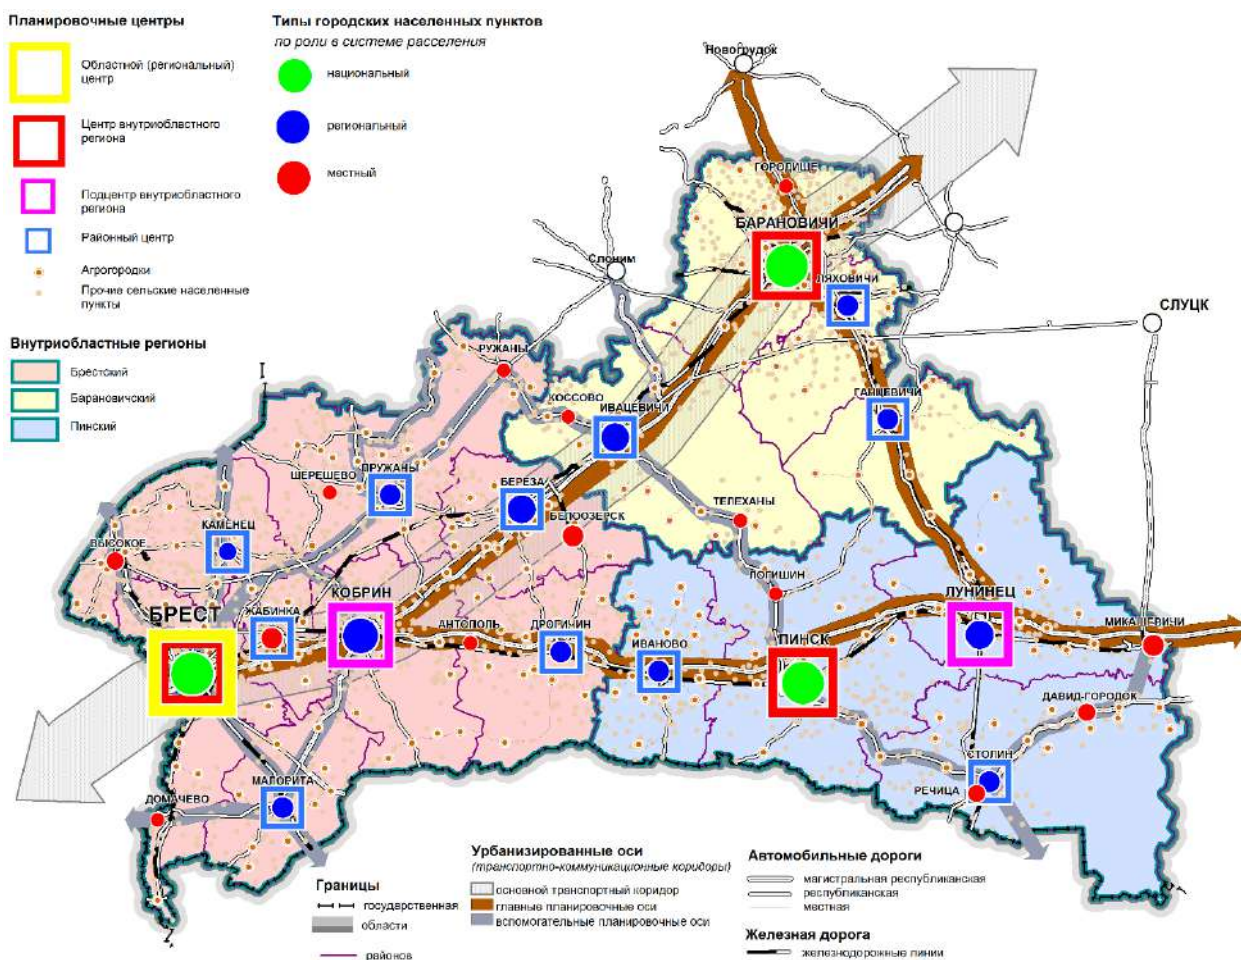 Планировочные центры
Областной (региональный)
центр
Центр внутриобластного
региона
Подцентр внутриобластного
региона
Районный центр
Агрогородки
Прочие сельские населенные
пункты
Внутриобластные регионы
Брестский
Барановичский
Пинский
Типы городских населенных пунктов
по роли в системе расселения
национальный
региональный
местный
Новогрудок
ГОРОДИЩЕ
БАРАНОВИЧИ
ЛЯХОВИЧИ
Слоним
СЛУЦК
РУЖАНЫ
КОССОВО
ИВАЦЕВИЧИ
ГАНЦЕВИЧИ
ШЕРЕШЕВО
ПРУЖАНЫ
БЕРЕЗА
БЕЛООЗЕРСК
ТЕЛЕХАНЫ
КАМЕНЕЦ
ВЫСОКОЕ
ЛОГИШИН
БРЕСТ
ЖАБИНКА
КОБРИН
АНТОПОЛЬ
ДРОГИЧИН
ИВАНОВО
ПИНСК
ЛУНИНЕЦ
МИКАШЕВИЧИ
ДАВИД-ГОРОДОК
СТОЛИН
РЕЧИЦА
МАЛОРИТА
ДОМАЧЕВО
Границы
государственная
области
районов
Урбанизированные оси
(транспортно-коммуникационные коридоры)
основной транспортный коридор
главные планировочные оси
вспомогательные планировочные оси
Автомобильные дороги
магистральная республиканская
республиканская
местная
Железная дорога
железнодорожные линии